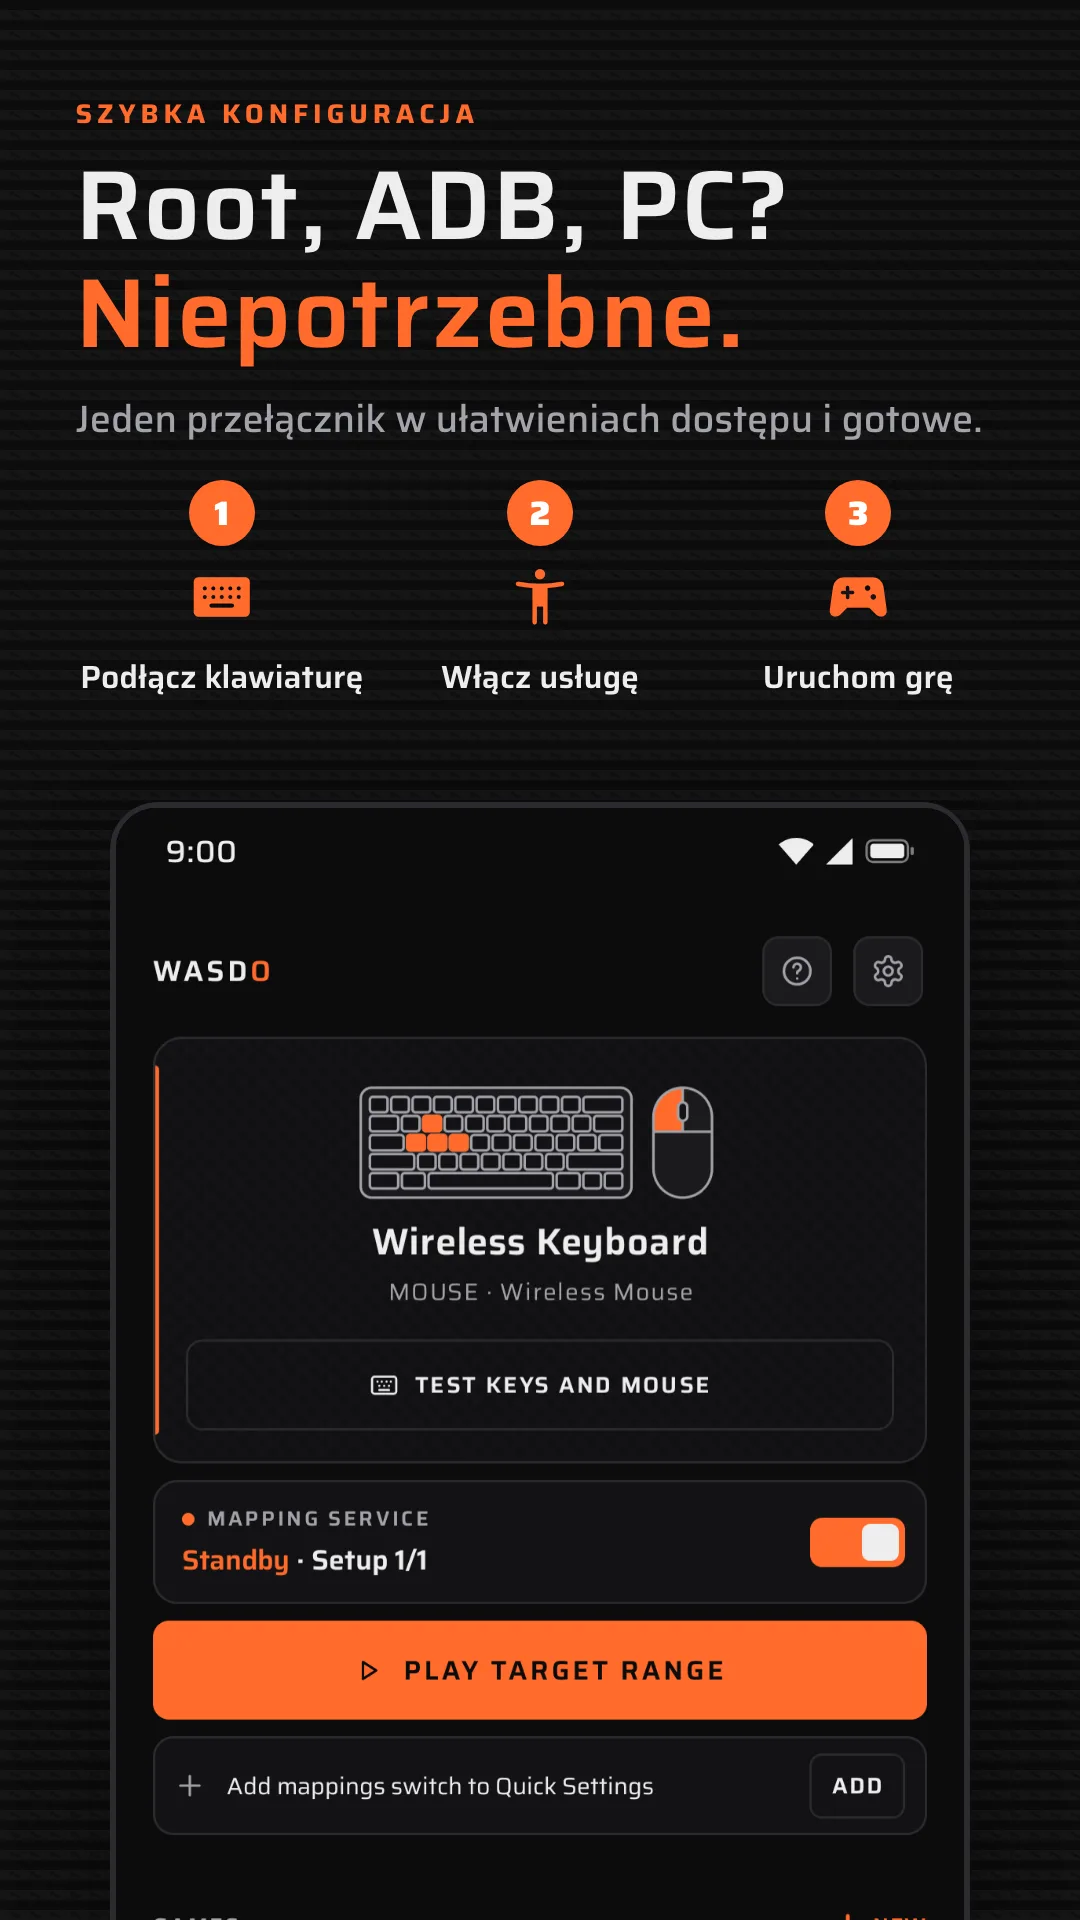 SZYBKA KONFIGURACJA
Root, ADB, PC?
Niepotrzebne.
Jeden przełącznik w ułatwieniach dostępu i gotowe.
1
2
3
Podłącz klawiaturę
Włącz usługę
Uruchom grę
9:00
WASDO
Wireless Keyboard
MOUSE · Wireless Mouse
TEST KEYS AND MOUSE
MAPPING SERVICE
Standby · Setup 1/1
PLAY TARGET RANGE
Add mappings switch to Quick Settings
ADD